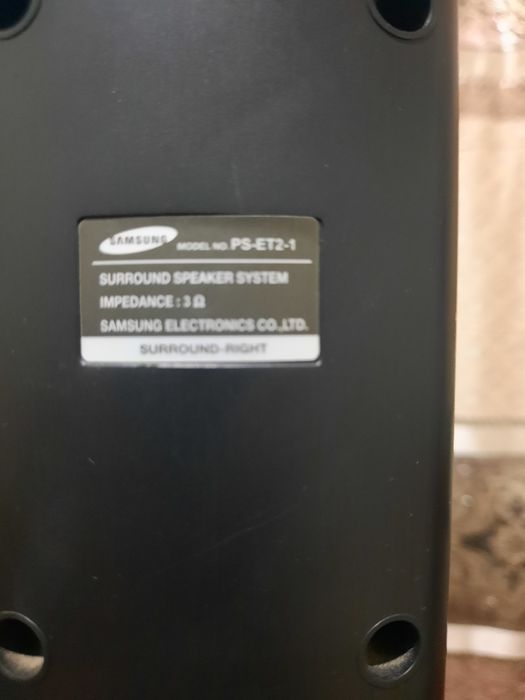 SAMSUNG MODEL NO. PS-ET2-1
SURROUND SPEAKER SYSTEM
IMPEDANCE : 3 Ω
SAMSUNG ELECTRONICS CO.,LTD.
SURROUND-RIGHT